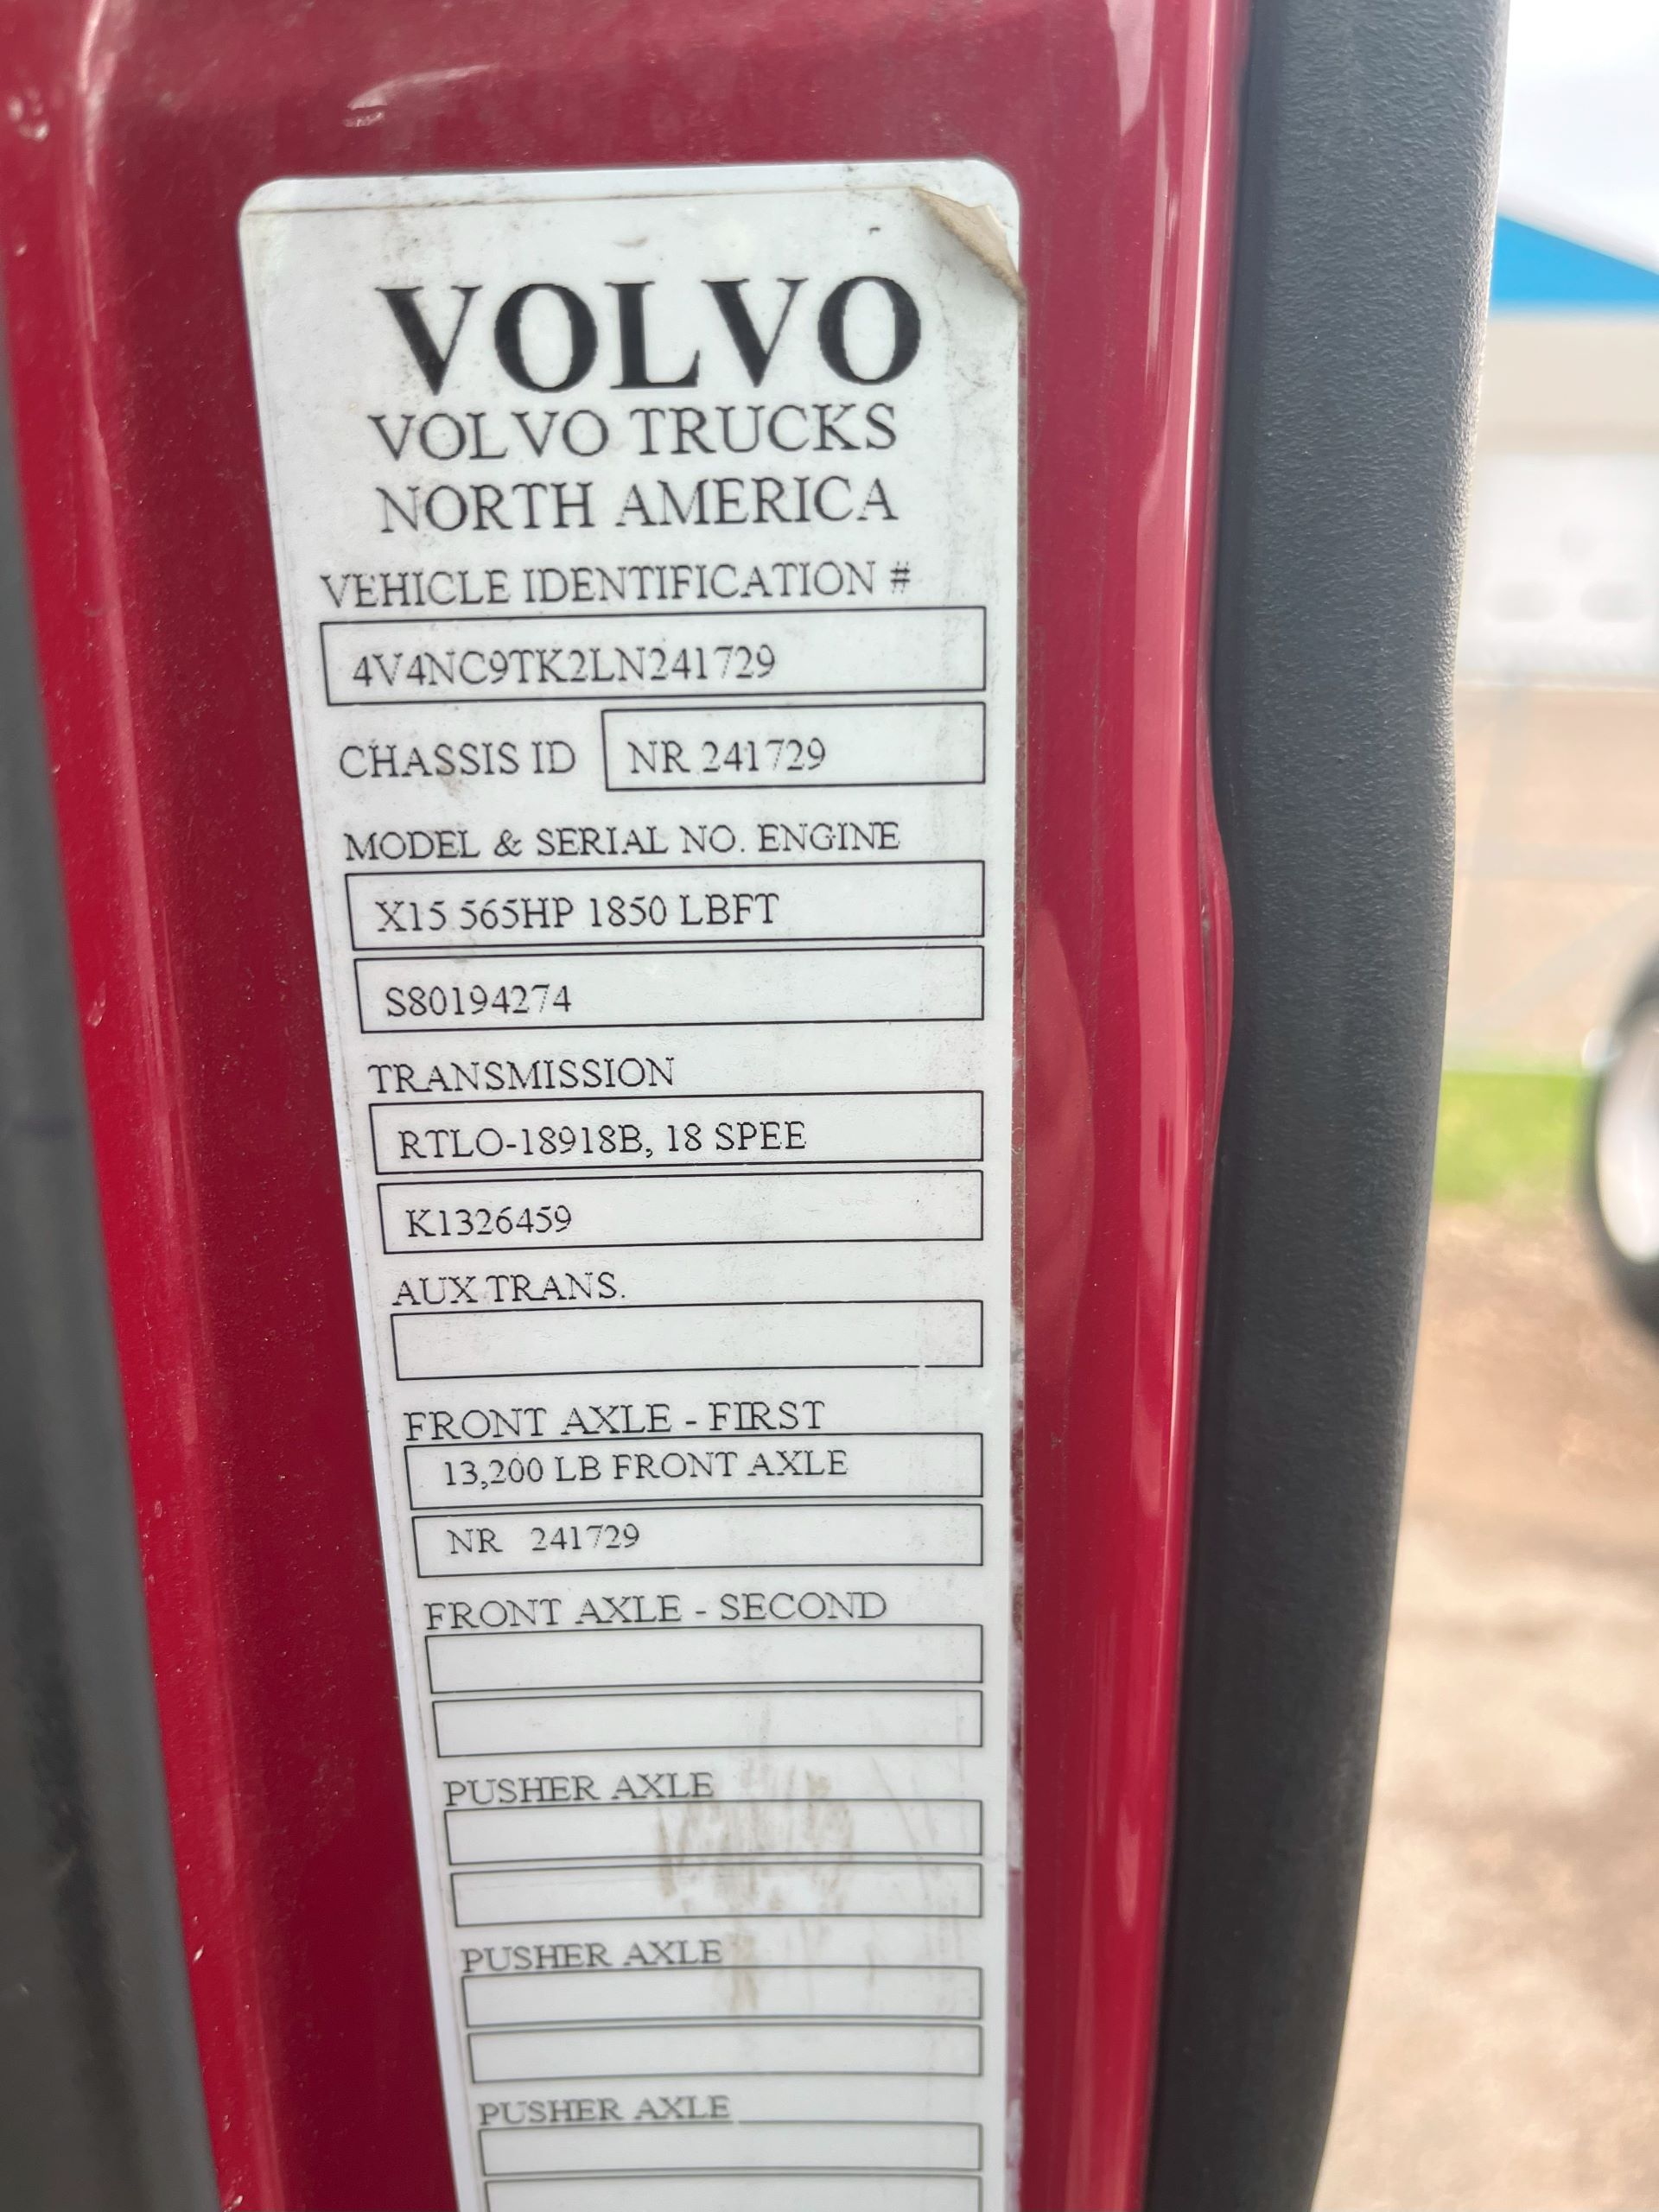 VOLVO
VOLVO TRUCKS
NORTH AMERICA
VEHICLE IDENTIFICATION #
4V4NC9TK2LN241729
CHASSIS ID NR 241729
MODEL & SERIAL NO. ENGINE
X15 565HP 1850 LBFT
S80194274
TRANSMISSION
RTLO-18918B, 18 SPEE
K1326459
AUX TRANS.
FRONT AXLE - FIRST
13,200 LB FRONT AXLE
NR 241729
FRONT AXLE - SECOND
PUSHER AXLE
PUSHER AXLE
PUSHER AXLE